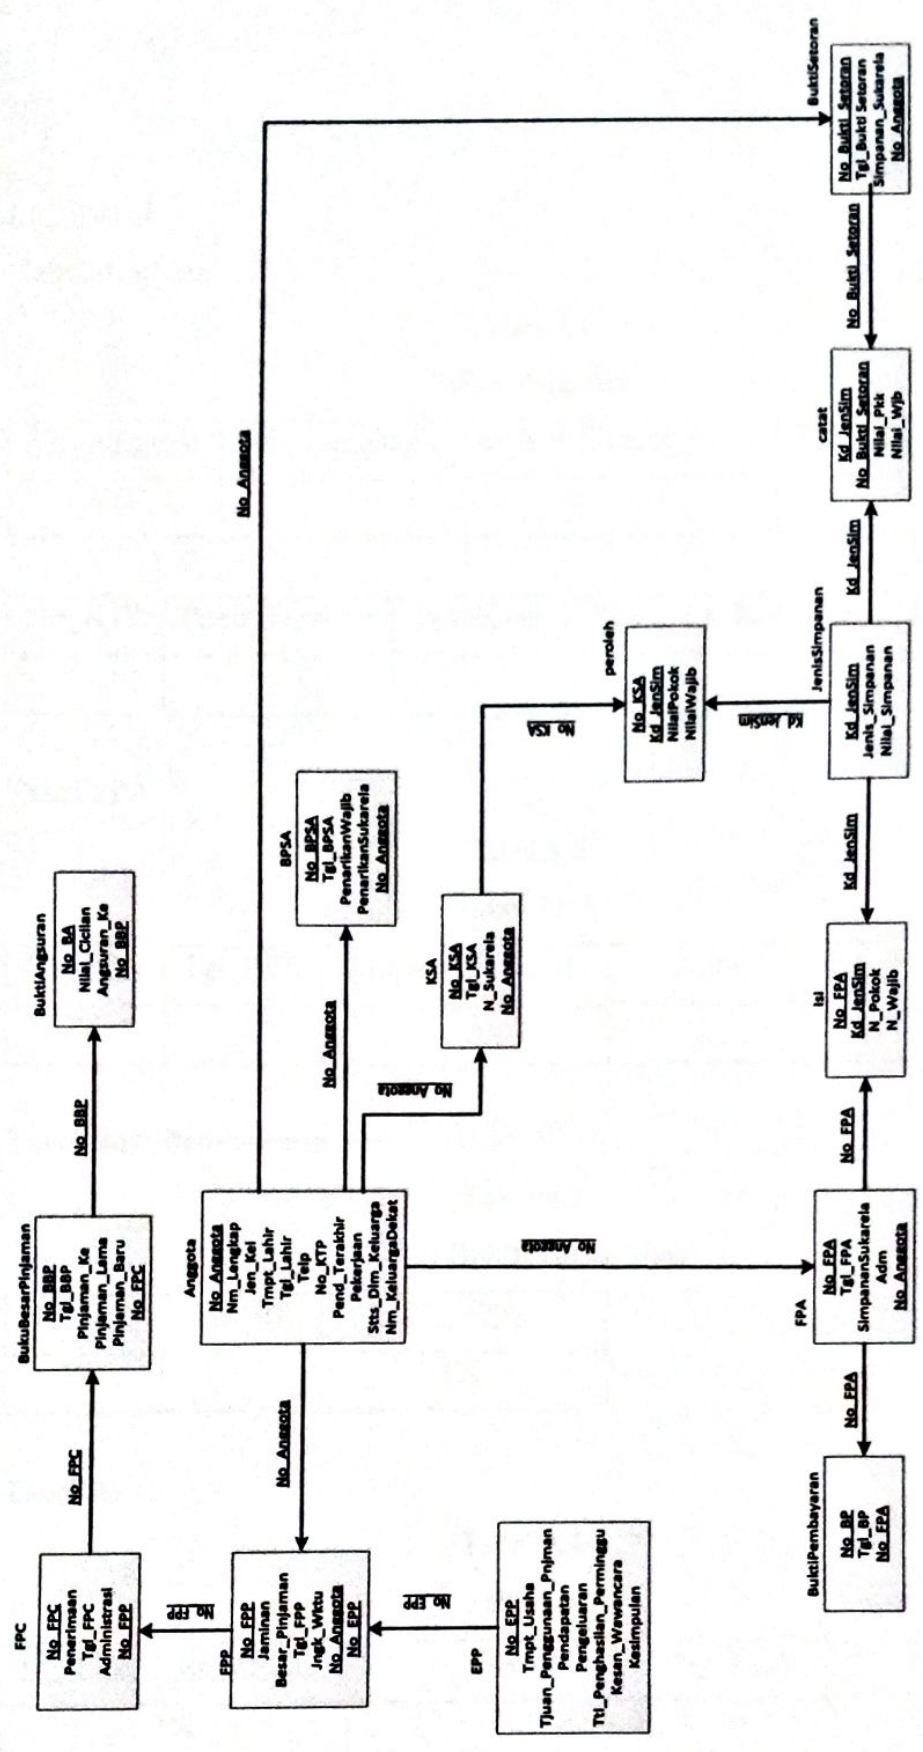 FPC
No_FPC
Penerimaan
Tgl_FPC
Administrasi
No_FPP
No_FPC
BukuBesarPinjaman
No_BBP
Tgl_BBP
Pinjaman_Ke
Pinjaman_Lama
Pinjaman_Baru
No_FPC
No_BBP
BuktiAngsuran
No_BA
Nilai_Cicilan
Angsuran_Ke
No_BBP
No_FPP
FPP
No_FPP
Jaminan
Besar_Pinjaman
Tgl_FPP
Jngk_Wktu
No_Anggota
No_EPP
No_Anggota
Anggota
No_Anggota
Nm_Lengkap
Jen_Kel
Tmpt_Lahir
Tgl_Lahir
Telp
No_KTP
Pend_Terakhir
Pekerjaan
Stts_Dlm_Keluarga
Nm_KeluargaDekat
No_Anggota
No_Anggota
BPSA
No_BPSA
Tgl_BPSA
PenarikanWajib
PenarikanSukarela
No_Anggota
No_Anggota
KSA
No_KSA
Tgl_KSA
N_Sukarela
No_Anggota
No_KSA
peroleh
No_KSA
Kd_JenSim
NilaiPokok
NilaiWajib
Kd_JenSim
No_EPP
EPP
No_EPP
Tmpt_Usaha
Tjuan_Penggunaan_Pnjman
Pendapatan
Pengeluaran
Ttl_Penghasilan_Perminggu
Kesan_Wawancara
Kesimpulan
No_Anggota
BuktiPembayaran
No_BP
Tgl_BP
No_FPA
No_FPA
FPA
No_FPA
Tgl_FPA
SimpananSukarela
Adm
No_Anggota
No_FPA
Isi
No_FPA
Kd_JenSim
N_Pokok
N_Wajib
Kd_JenSim
JenisSimpanan
Kd_JenSim
Jenis_Simpanan
Nilai_Simpanan
Kd_JenSim
catat
Kd_JenSim
No_Bukti_Setoran
Nilai_Pkk
Nilai_Wjb
No_Bukti_Setoran
BuktiSetoran
No_Bukti_Setoran
Tgl_BuktiSetoran
Simpanan_Sukarela
No_Anggota